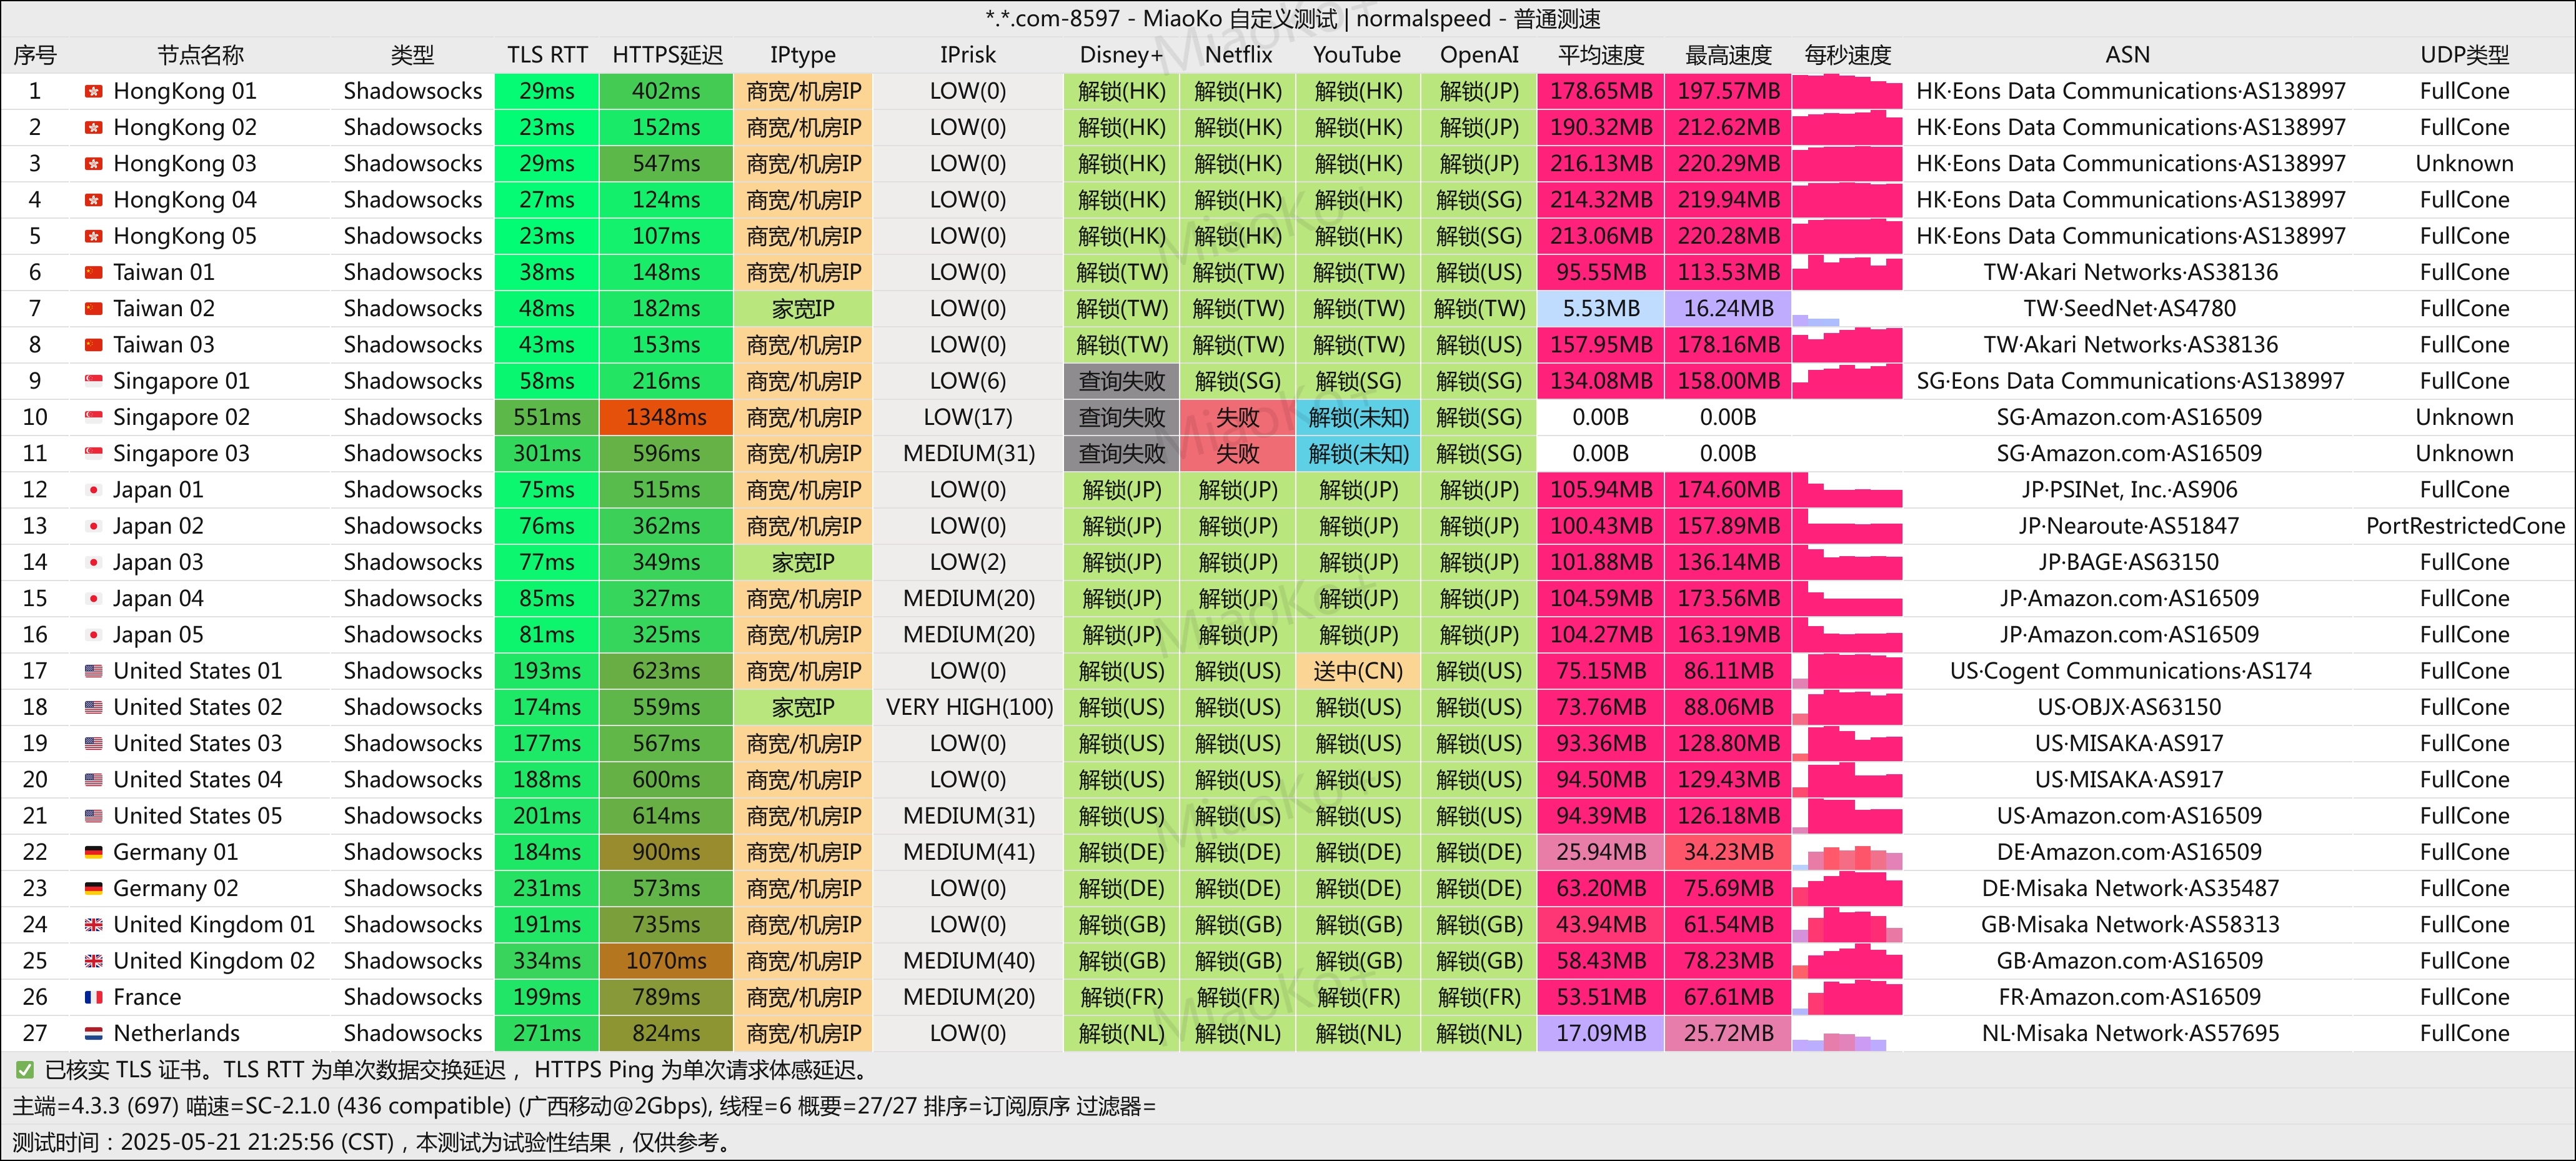 *.*.com-8597 - MiaoKo 自定义测试 | normalspeed - 普通测速
序号 节点名称 类型 TLS RTT HTTPS延迟 IPtype IPrisk Disney+ Netflix YouTube OpenAI 平均速度 最高速度 每秒速度 ASN UDP类型
1 HongKong 01 Shadowsocks 29ms 402ms 商宽/机房IP LOW(0) 解锁(HK) 解锁(HK) 解锁(HK) 解锁(JP) 178.65MB 197.57MB HK·Eons Data Communications·AS138997 FullCone
2 HongKong 02 Shadowsocks 23ms 152ms 商宽/机房IP LOW(0) 解锁(HK) 解锁(HK) 解锁(HK) 解锁(JP) 190.32MB 212.62MB HK·Eons Data Communications·AS138997 FullCone
3 HongKong 03 Shadowsocks 29ms 547ms 商宽/机房IP LOW(0) 解锁(HK) 解锁(HK) 解锁(HK) 解锁(JP) 216.13MB 220.29MB HK·Eons Data Communications·AS138997 Unknown
4 HongKong 04 Shadowsocks 27ms 124ms 商宽/机房IP LOW(0) 解锁(HK) 解锁(HK) 解锁(HK) 解锁(SG) 214.32MB 219.94MB HK·Eons Data Communications·AS138997 FullCone
5 HongKong 05 Shadowsocks 23ms 107ms 商宽/机房IP LOW(0) 解锁(HK) 解锁(HK) 解锁(HK) 解锁(SG) 213.06MB 220.28MB HK·Eons Data Communications·AS138997 FullCone
6 Taiwan 01 Shadowsocks 38ms 148ms 商宽/机房IP LOW(0) 解锁(TW) 解锁(TW) 解锁(TW) 解锁(US) 95.55MB 113.53MB TW·Akari Networks·AS38136 FullCone
7 Taiwan 02 Shadowsocks 48ms 182ms 家宽IP LOW(0) 解锁(TW) 解锁(TW) 解锁(TW) 解锁(TW) 5.53MB 16.24MB TW·SeedNet·AS4780 FullCone
8 Taiwan 03 Shadowsocks 43ms 153ms 商宽/机房IP LOW(0) 解锁(TW) 解锁(TW) 解锁(TW) 解锁(US) 157.95MB 178.16MB TW·Akari Networks·AS38136 FullCone
9 Singapore 01 Shadowsocks 58ms 216ms 商宽/机房IP LOW(6) 查询失败 解锁(SG) 解锁(SG) 解锁(SG) 134.08MB 158.00MB SG·Eons Data Communications·AS138997 FullCone
10 Singapore 02 Shadowsocks 551ms 1348ms 商宽/机房IP LOW(17) 查询失败 失败 解锁(未知) 解锁(SG) 0.00B 0.00B SG·Amazon.com·AS16509 Unknown
11 Singapore 03 Shadowsocks 301ms 596ms 商宽/机房IP MEDIUM(31) 查询失败 失败 解锁(未知) 解锁(SG) 0.00B 0.00B SG·Amazon.com·AS16509 Unknown
12 Japan 01 Shadowsocks 75ms 515ms 商宽/机房IP LOW(0) 解锁(JP) 解锁(JP) 解锁(JP) 解锁(JP) 105.94MB 174.60MB JP·PSINet, Inc.·AS906 FullCone
13 Japan 02 Shadowsocks 76ms 362ms 商宽/机房IP LOW(0) 解锁(JP) 解锁(JP) 解锁(JP) 解锁(JP) 100.43MB 157.89MB JP·Nearoute·AS51847 PortRestrictedCone
14 Japan 03 Shadowsocks 77ms 349ms 家宽IP LOW(2) 解锁(JP) 解锁(JP) 解锁(JP) 解锁(JP) 101.88MB 136.14MB JP·BAGE·AS63150 FullCone
15 Japan 04 Shadowsocks 85ms 327ms 商宽/机房IP MEDIUM(20) 解锁(JP) 解锁(JP) 解锁(JP) 解锁(JP) 104.59MB 173.56MB JP·Amazon.com·AS16509 FullCone
16 Japan 05 Shadowsocks 81ms 325ms 商宽/机房IP MEDIUM(20) 解锁(JP) 解锁(JP) 解锁(JP) 解锁(JP) 104.27MB 163.19MB JP·Amazon.com·AS16509 FullCone
17 United States 01 Shadowsocks 193ms 623ms 商宽/机房IP LOW(0) 解锁(US) 解锁(US) 送中(CN) 解锁(US) 75.15MB 86.11MB US·Cogent Communications·AS174 FullCone
18 United States 02 Shadowsocks 174ms 559ms 家宽IP VERY HIGH(100) 解锁(US) 解锁(US) 解锁(US) 解锁(US) 73.76MB 88.06MB US·OBJX·AS63150 FullCone
19 United States 03 Shadowsocks 177ms 567ms 商宽/机房IP LOW(0) 解锁(US) 解锁(US) 解锁(US) 解锁(US) 93.36MB 128.80MB US·MISAKA·AS917 FullCone
20 United States 04 Shadowsocks 188ms 600ms 商宽/机房IP LOW(0) 解锁(US) 解锁(US) 解锁(US) 解锁(US) 94.50MB 129.43MB US·MISAKA·AS917 FullCone
21 United States 05 Shadowsocks 201ms 614ms 商宽/机房IP MEDIUM(31) 解锁(US) 解锁(US) 解锁(US) 解锁(US) 94.39MB 126.18MB US·Amazon.com·AS16509 FullCone
22 Germany 01 Shadowsocks 184ms 900ms 商宽/机房IP MEDIUM(41) 解锁(DE) 解锁(DE) 解锁(DE) 解锁(DE) 25.94MB 34.23MB DE·Amazon.com·AS16509 FullCone
23 Germany 02 Shadowsocks 231ms 573ms 商宽/机房IP LOW(0) 解锁(DE) 解锁(DE) 解锁(DE) 解锁(DE) 63.20MB 75.69MB DE·Misaka Network·AS35487 FullCone
24 United Kingdom 01 Shadowsocks 191ms 735ms 商宽/机房IP LOW(0) 解锁(GB) 解锁(GB) 解锁(GB) 解锁(GB) 43.94MB 61.54MB GB·Misaka Network·AS58313 FullCone
25 United Kingdom 02 Shadowsocks 334ms 1070ms 商宽/机房IP MEDIUM(40) 解锁(GB) 解锁(GB) 解锁(GB) 解锁(GB) 58.43MB 78.23MB GB·Amazon.com·AS16509 FullCone
26 France Shadowsocks 199ms 789ms 商宽/机房IP MEDIUM(20) 解锁(FR) 解锁(FR) 解锁(FR) 解锁(FR) 53.51MB 67.61MB FR·Amazon.com·AS16509 FullCone
27 Netherlands Shadowsocks 271ms 824ms 商宽/机房IP LOW(0) 解锁(NL) 解锁(NL) 解锁(NL) 解锁(NL) 17.09MB 25.72MB NL·Misaka Network·AS57695 FullCone
✅ 已核实 TLS 证书。TLS RTT 为单次数据交换延迟，HTTPS Ping 为单次请求体感延迟。
主端=4.3.3 (697) 喵速=SC-2.1.0 (436 compatible) (广西移动@2Gbps), 线程=6 概要=27/27 排序=订阅原序 过滤器=
测试时间：2025-05-21 21:25:56 (CST)，本测试为试验性结果，仅供参考。
MiaoKo+
MiaoKo+
MiaoKo+
MiaoKo+
MiaoKo+
MiaoKo+